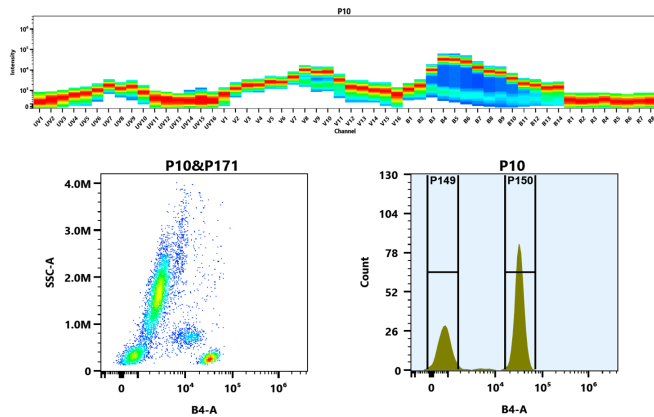 P10
Intensity
10⁶
10⁵
10⁴
10³
0
UV1 UV2 UV3 UV4 UV5 UV6 UV7 UV8 UV9 UV10 UV11 UV12 UV13 UV14 UV15 UV16 V1 V2 V3 V4 V5 V6 V7 V8 V9 V10 V11 V12 V13 V14 V15 V16 B1 B2 B3 B4 B5 B6 B7 B8 B9 B10 B11 B12 B13 B14 R1 R2 R3 R4 R5 R6 R7 R8
Channel
P10&P171
4.0M
3.0M
2.0M
1.0M
0
SSC-A
0 10⁴ 10⁵ 10⁶
B4-A
P10
P149 P150
130
104
78
52
26
0
Count
0 10⁴ 10⁵ 10⁶
B4-A